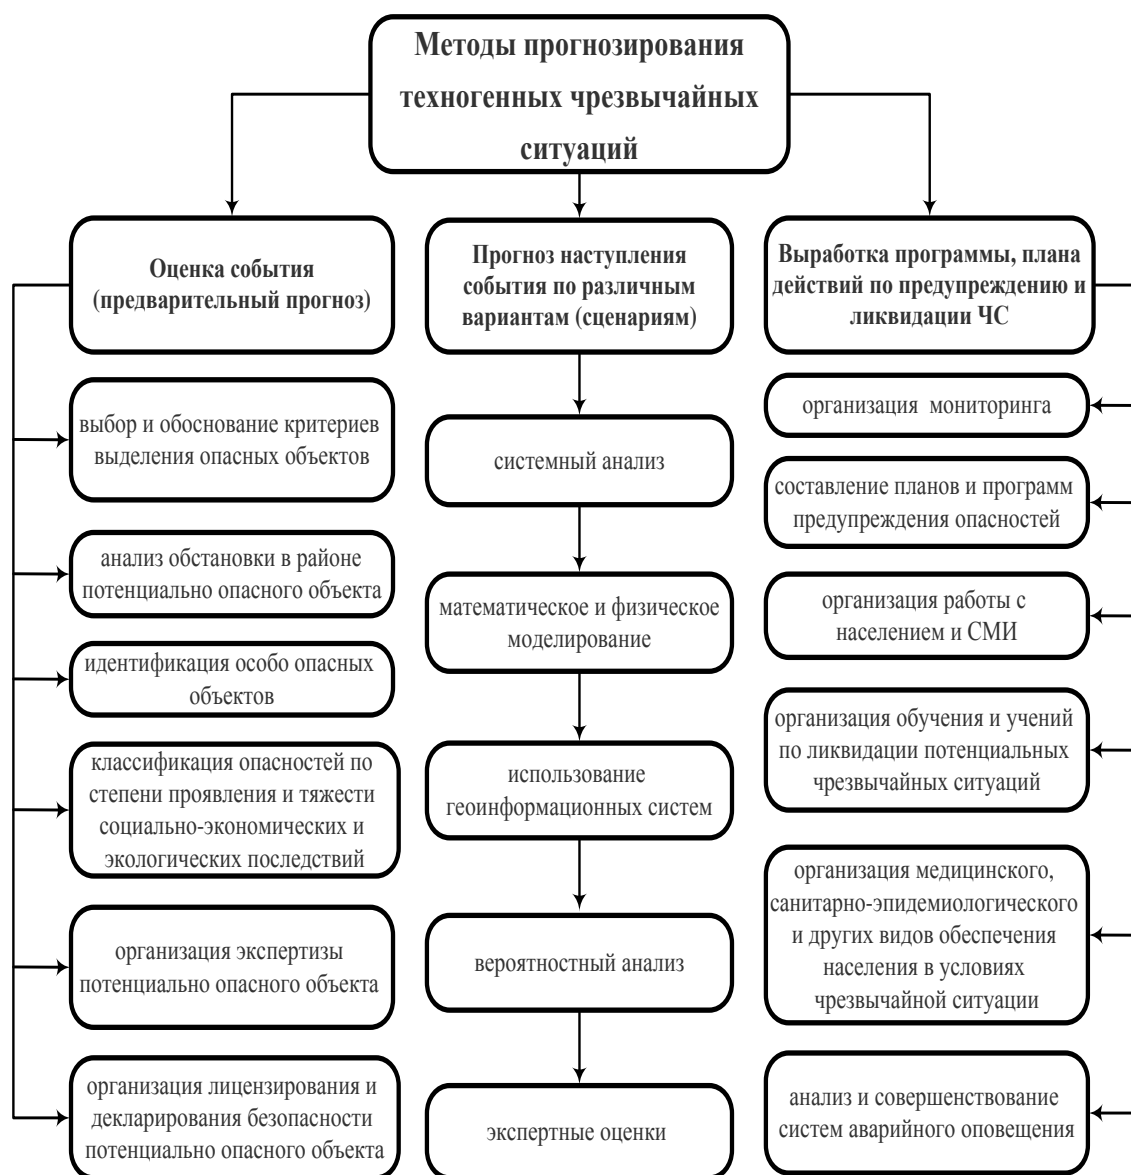 Методы прогнозирования
техногенных чрезвычайных
ситуаций
Оценка события
(предварительный прогноз)
выбор и обоснование критериев
выделения опасных объектов
анализ обстановки в районе
потенциально опасного объекта
идентификация особо опасных
объектов
классификация опасностей по
степени проявления и тяжести
социально-экономических и
экологических последствий
организация экспертизы
потенциально опасного объекта
организация лицензирования и
декларирования безопасности
потенциально опасного объекта
Прогноз наступления
события по различным
вариантам (сценариям)
системный анализ
математическое и физическое
моделирование
использование
геоинформационных систем
вероятностный анализ
экспертные оценки
Выработка программы, плана
действий по предупреждению и
ликвидации ЧС
организация мониторинга
составление планов и программ
предупреждения опасностей
организация работы с
населением и СМИ
организация обучения и учений
по ликвидации потенциальных
чрезвычайных ситуаций
организация медицинского,
санитарно-эпидемиологического
и других видов обеспечения
населения в условиях
чрезвычайной ситуации
анализ и совершенствование
систем аварийного оповещения